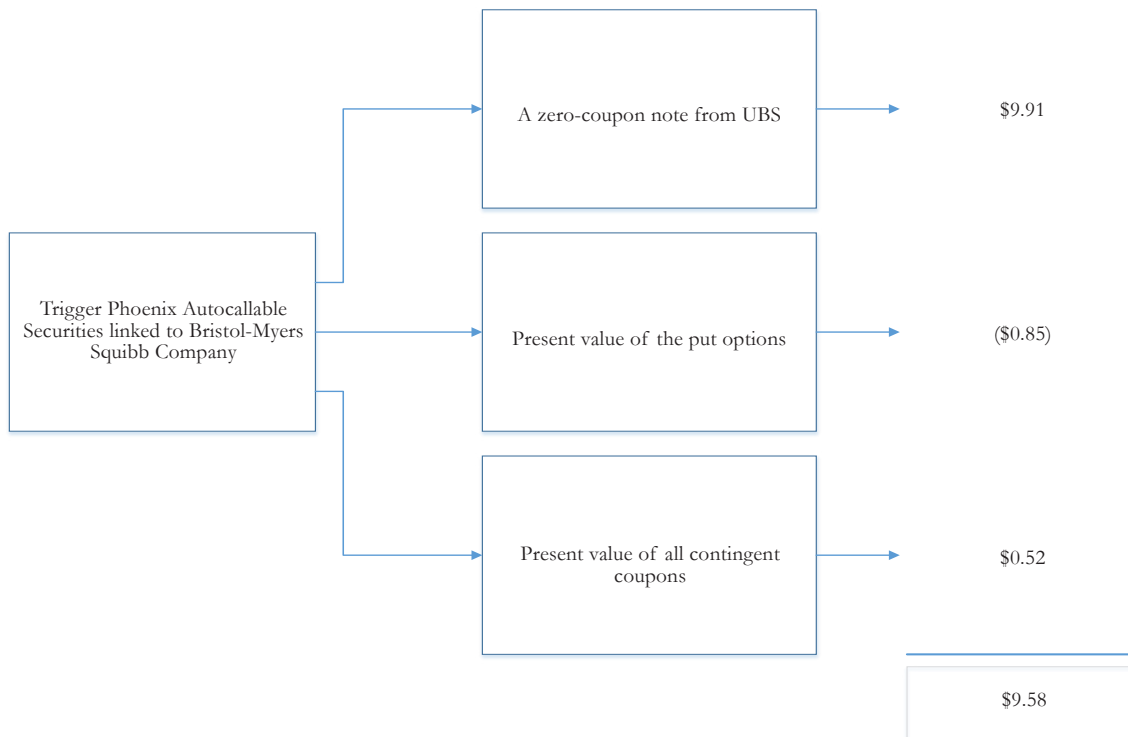 A zero-coupon note from UBS
$9.91
Trigger Phoenix Autocallable
Securities linked to Bristol-Myers
Squibb Company
Present value of the put options
($0.85)
Present value of all contingent
coupons
$0.52
$9.58